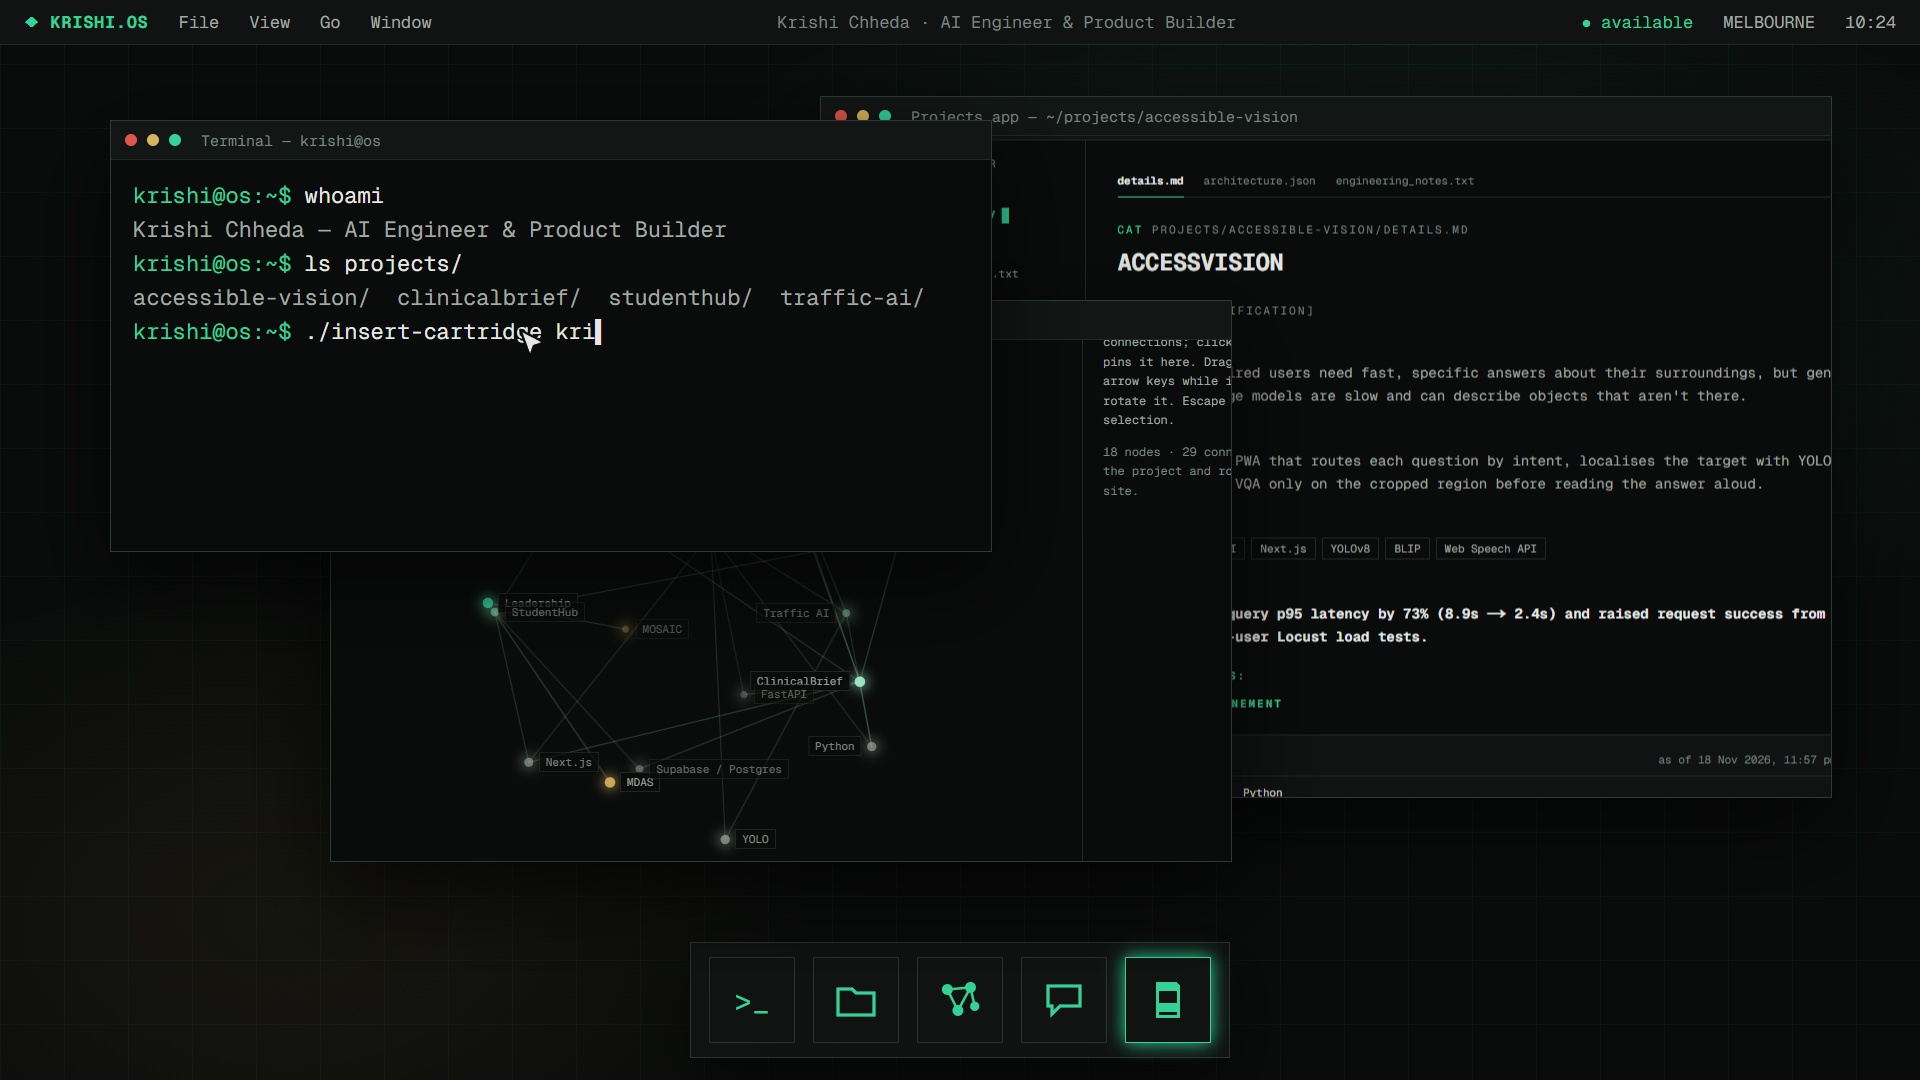 KRISHI.OS File View Go Window
Krishi Chheda · AI Engineer & Product Builder
available MELBOURNE 10:24
Terminal — krishi@os
krishi@os:~$ whoami
Krishi Chheda — AI Engineer & Product Builder
krishi@os:~$ ls projects/
accessible-vision/ clinicalbrief/ studenthub/ traffic-ai/
krishi@os:~$ ./insert-cartridge kri
Projects.app — ~/projects/accessible-vision
.txt
details.md architecture.json engineering_notes.txt
CAT PROJECTS/ACCESSIBLE-VISION/DETAILS.MD
ACCESSVISION
IFICATION]
users need fast, specific answers about their surroundings, but gen
models are slow and can describe objects that aren't there.
PWA that routes each question by intent, localises the target with YOLO
VQA only on the cropped region before reading the answer aloud.
Next.js YOLOv8 BLIP Web Speech API
query p95 latency by 73% (8.9s → 2.4s) and raised request success from
-user Locust load tests.
S:
NEMENT
as of 18 Nov 2026, 11:57 p
Python
connections; click
pins it here. Drag
arrow keys while i
rotate it. Escape
selection.
18 nodes · 29 conn
the project and ro
site.
Leadership
StudentHub
MOSAIC
Traffic AI
ClinicalBrief
FastAPI
Python
Next.js
Supabase / Postgres
MDAS
YOLO
>_